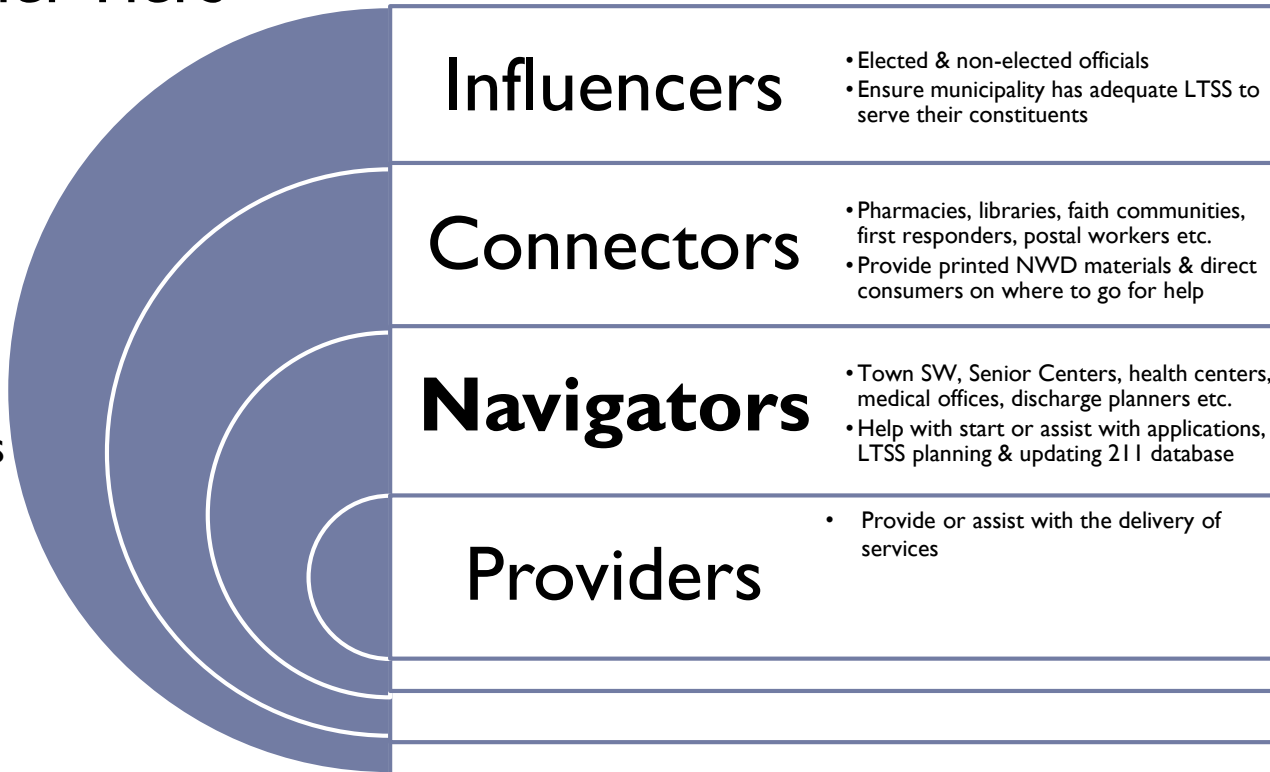 Influencers
• Elected & non-elected officials
• Ensure municipality has adequate LTSS to
serve their constituents
Connectors
• Pharmacies, libraries, faith communities,
first responders, postal workers etc.
• Provide printed NWD materials & direct
consumers on where to go for help
Navigators
• Town SW, Senior Centers, health centers,
medical offices, discharge planners etc.
• Help with start or assist with applications,
LTSS planning & updating 211 database
Providers
• Provide or assist with the delivery of
services